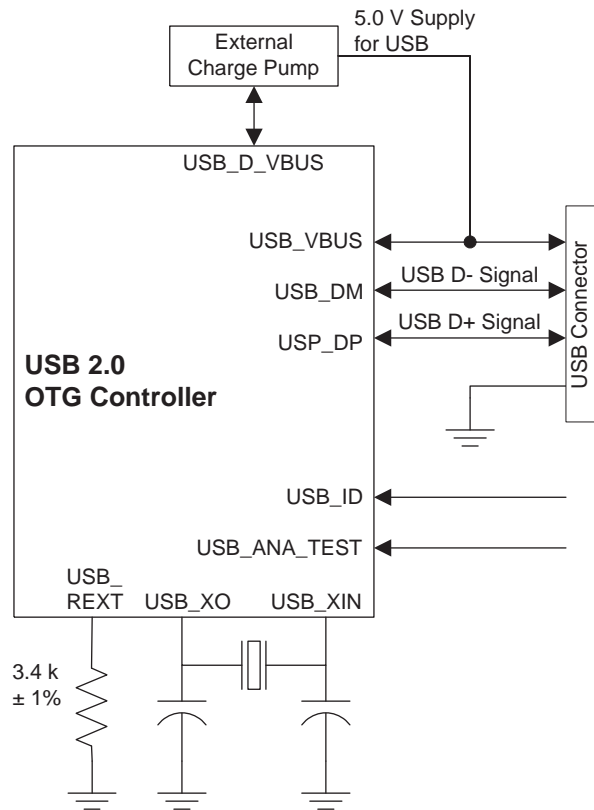 5.0 V Supply
for USB
External
Charge Pump
USB_D_VBUS
USB_VBUS
USB_DM
USB D- Signal
USP_DP
USB D+ Signal
USB Connector
USB 2.0
OTG Controller
USB_ID
USB_ANA_TEST
USB_
REXT
USB_XO
USB_XIN
3.4 k
± 1%